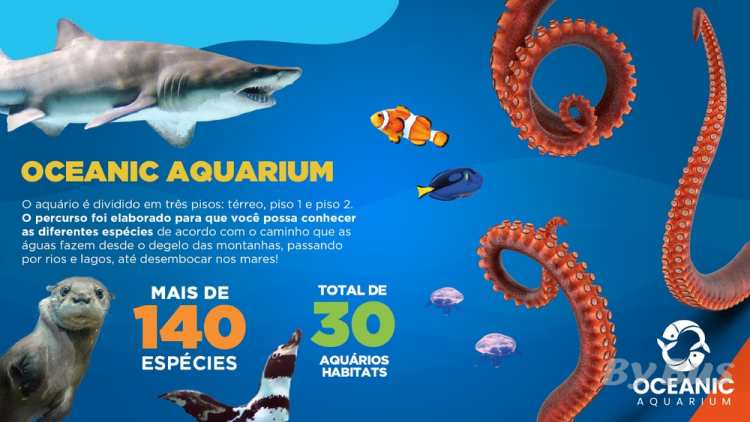 OCEANIC AQUARIUM
O aquário é dividido em três pisos: térreo, piso 1 e piso 2.
O percurso foi elaborado para que você possa conhecer
as diferentes espécies de acordo com o caminho que as
águas fazem desde o degelo das montanhas, passando
por rios e lagos, até desembocar nos mares!
MAIS DE
140
ESPÉCIES
TOTAL DE
30
AQUÁRIOS
HABITATS
OCEANIC
AQUARIUM